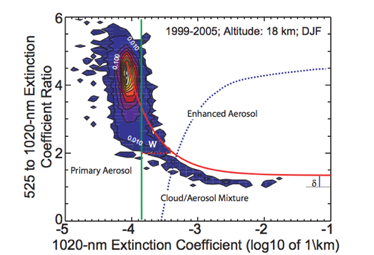 1999-2005; Altitude: 18 km; DJF
6
4
2
0
525 to 1020-nm Extinction
Coefficient Ratio
0.010
0.100
0.010
W
Enhanced Aerosol
Primary Aerosol
Cloud/Aerosol Mixture
δ
-5
-4
-3
-2
-1
1020-nm Extinction Coefficient (log10 of 1\km)